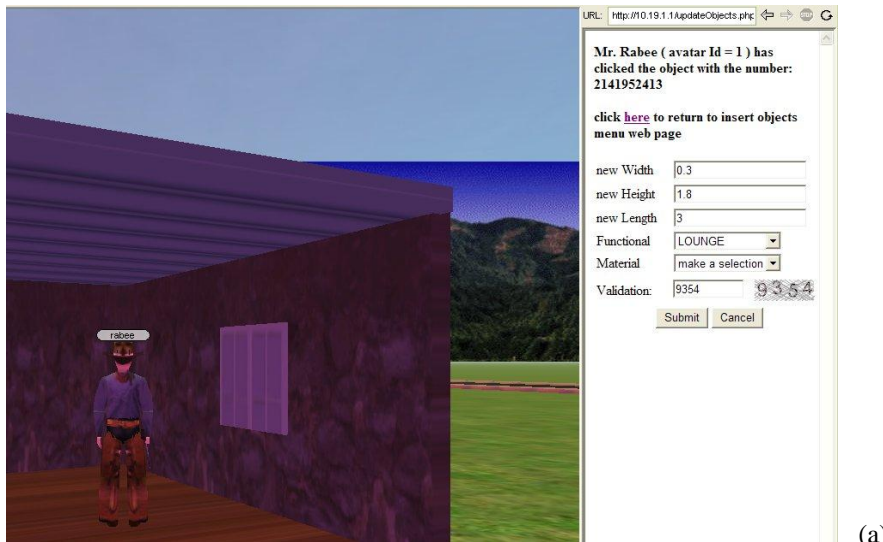 URL: http://10.19.1.1/updateObjects.php
Mr. Rabee ( avatar Id = 1 ) has
clicked the object with the number:
2141952413
click here to return to insert objects
menu web page
new Width 0.3
new Height 1.8
new Length 3
Functional LOUNGE
Material make a selection
Validation: 9354 9354
Submit Cancel
rabee
(a)